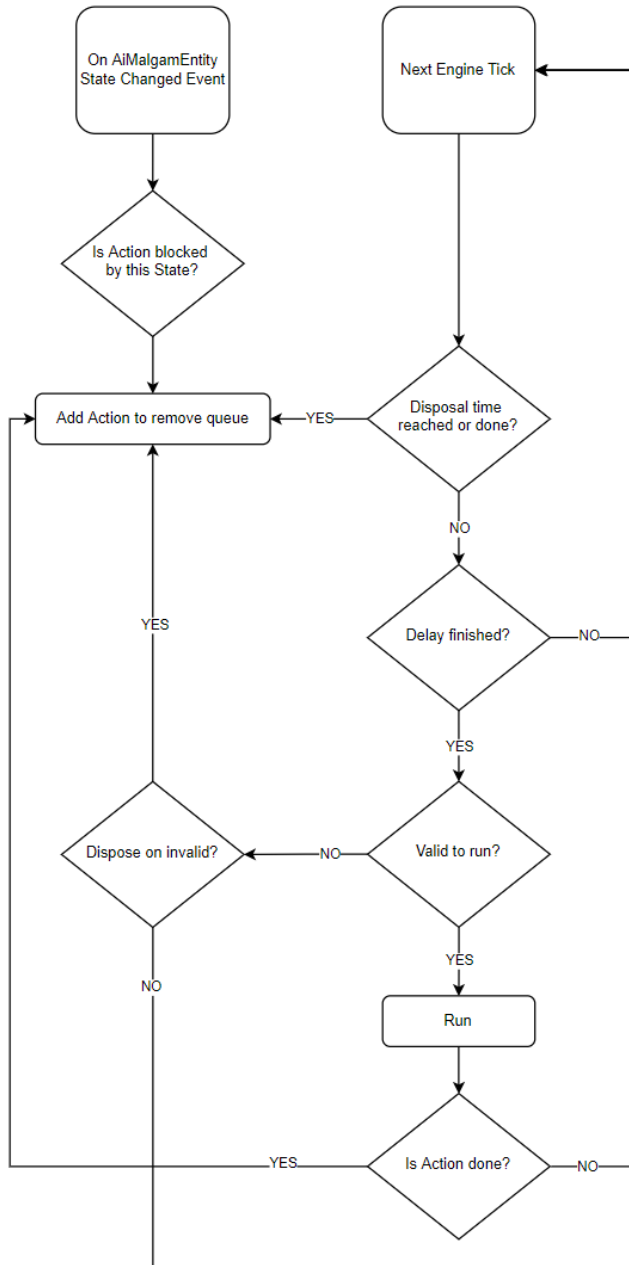 On AiMalgamEntity
State Changed Event
Next Engine Tick
Is Action blocked
by this State?
Add Action to remove queue
YES
Disposal time
reached or done?
NO
YES
Delay finished?
NO
YES
Dispose on invalid?
NO
Valid to run?
YES
NO
Run
YES
Is Action done?
NO